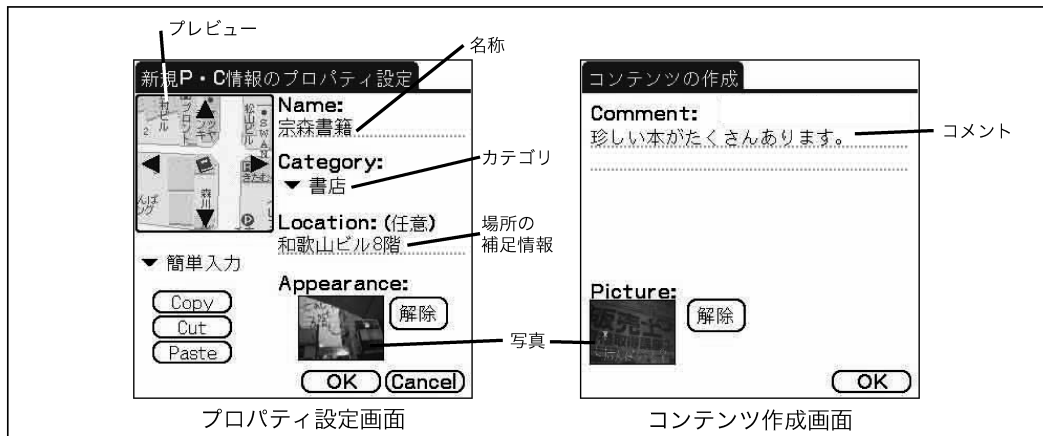 プレビュー
名称
新規P・C情報のプロパティ設定
Name:
宗森書籍
Category:
▼ 書店
カテゴリ
Location: (任意)
和歌山ビル8階
場所の
補足情報
▼ 簡単入力
Copy
Cut
Paste
Appearance:
解除
写真
OK
Cancel
プロパティ設定画面
コンテンツの作成
Comment:
珍しい本がたくさんあります。
コメント
Picture:
解除
OK
コンテンツ作成画面